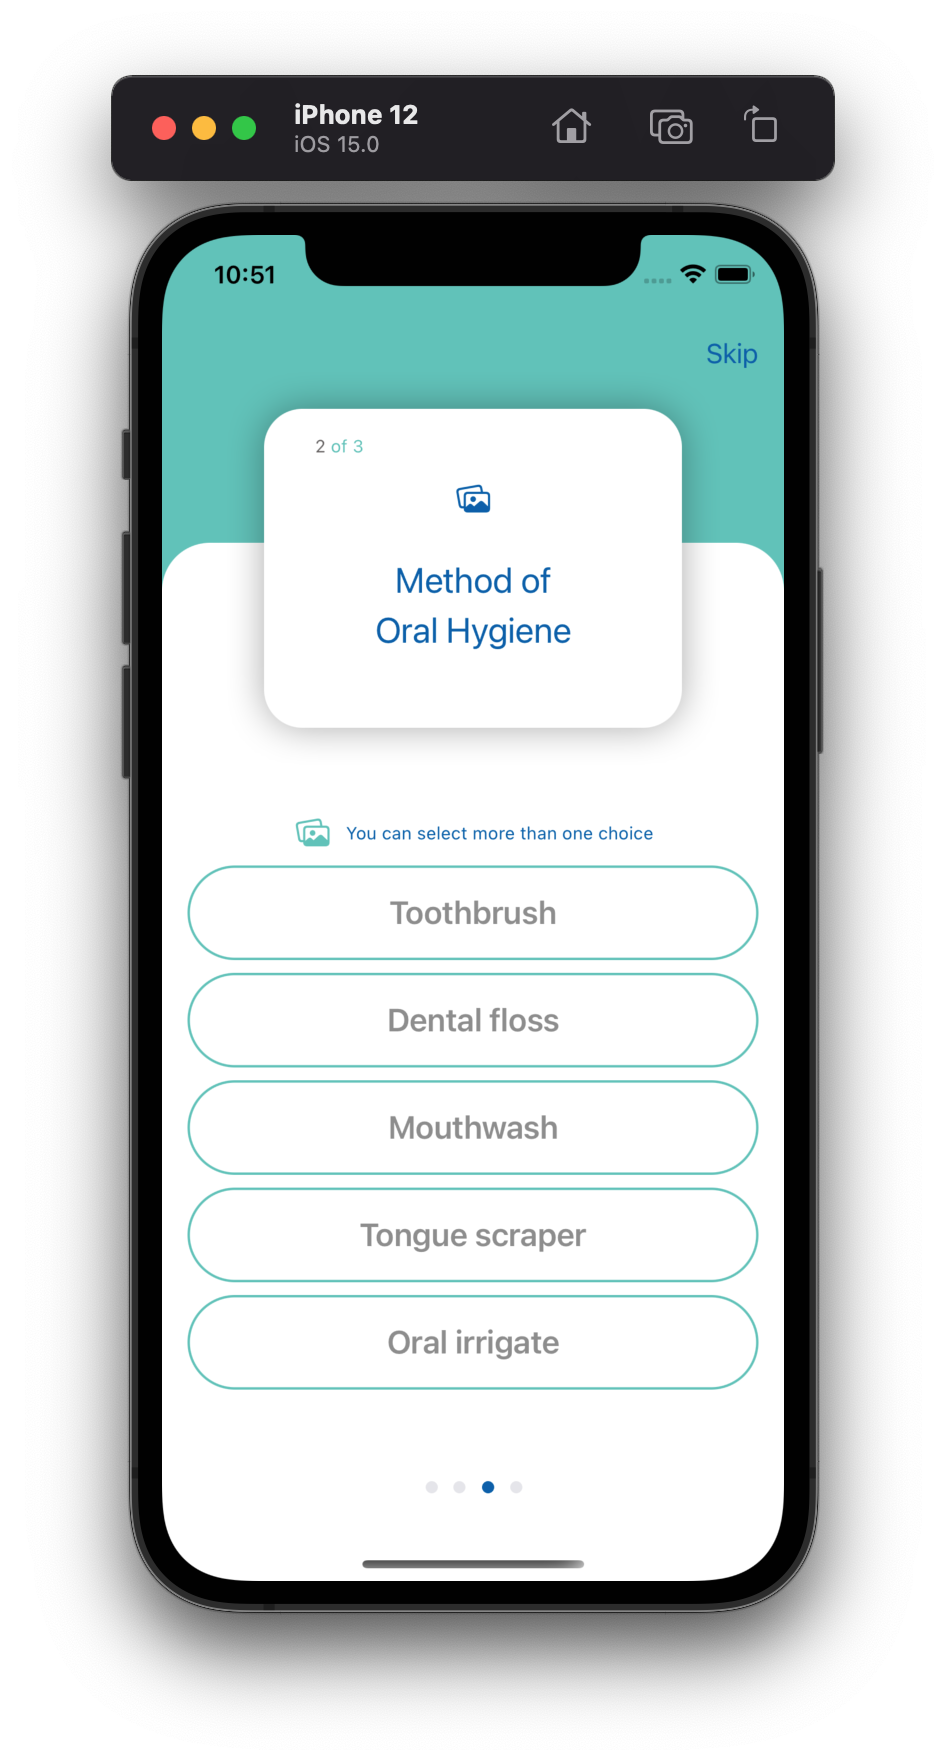 iPhone 12
iOS 15.0
10:51
Skip
2 of 3
Method of
Oral Hygiene
You can select more than one choice
Toothbrush
Dental floss
Mouthwash
Tongue scraper
Oral irrigate